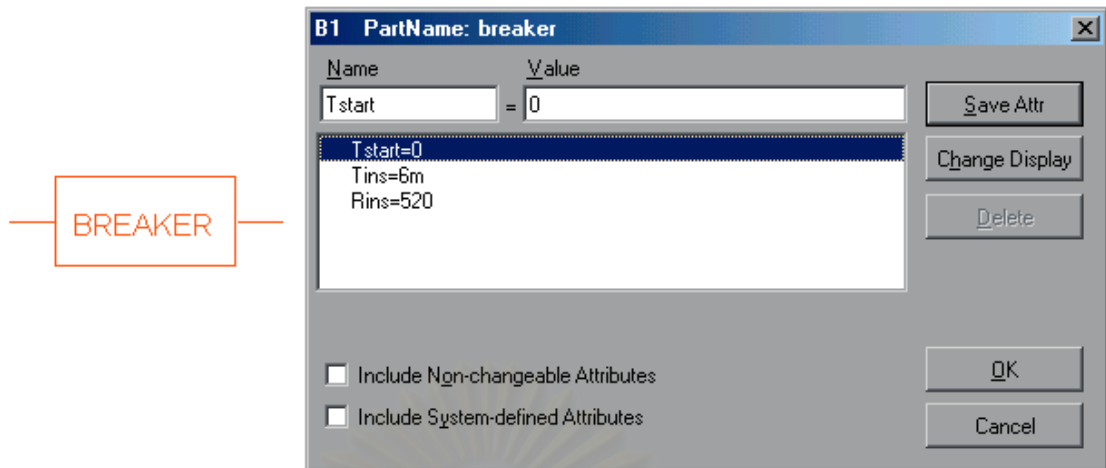 B1 PartName: breaker
Name Value
Tstart = 0
Save Attr
Tstart=0
Tins=6m
Rins=520
Change Display
Delete
BREAKER
Include Non-changeable Attributes
OK
Include System-defined Attributes
Cancel